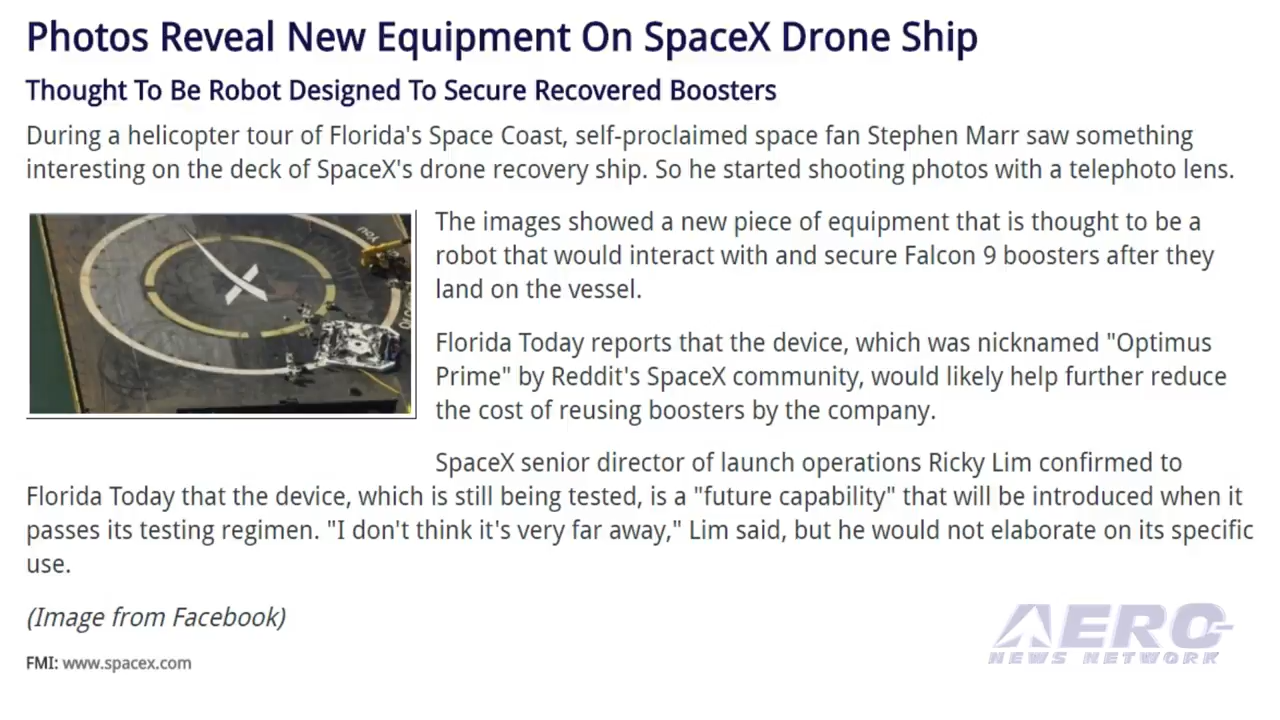 Photos Reveal New Equipment On SpaceX Drone Ship
Thought To Be Robot Designed To Secure Recovered Boosters
During a helicopter tour of Florida's Space Coast, self-proclaimed space fan Stephen Marr saw something
interesting on the deck of SpaceX's drone recovery ship. So he started shooting photos with a telephoto lens.
The images showed a new piece of equipment that is thought to be a
robot that would interact with and secure Falcon 9 boosters after they
land on the vessel.
Florida Today reports that the device, which was nicknamed "Optimus
Prime" by Reddit's SpaceX community, would likely help further reduce
the cost of reusing boosters by the company.
SpaceX senior director of launch operations Ricky Lim confirmed to
Florida Today that the device, which is still being tested, is a "future capability" that will be introduced when it
passes its testing regimen. "I don't think it's very far away," Lim said, but he would not elaborate on its specific
use.
(Image from Facebook)
FMI: www.spacex.com
AERO
NEWS NETWORK